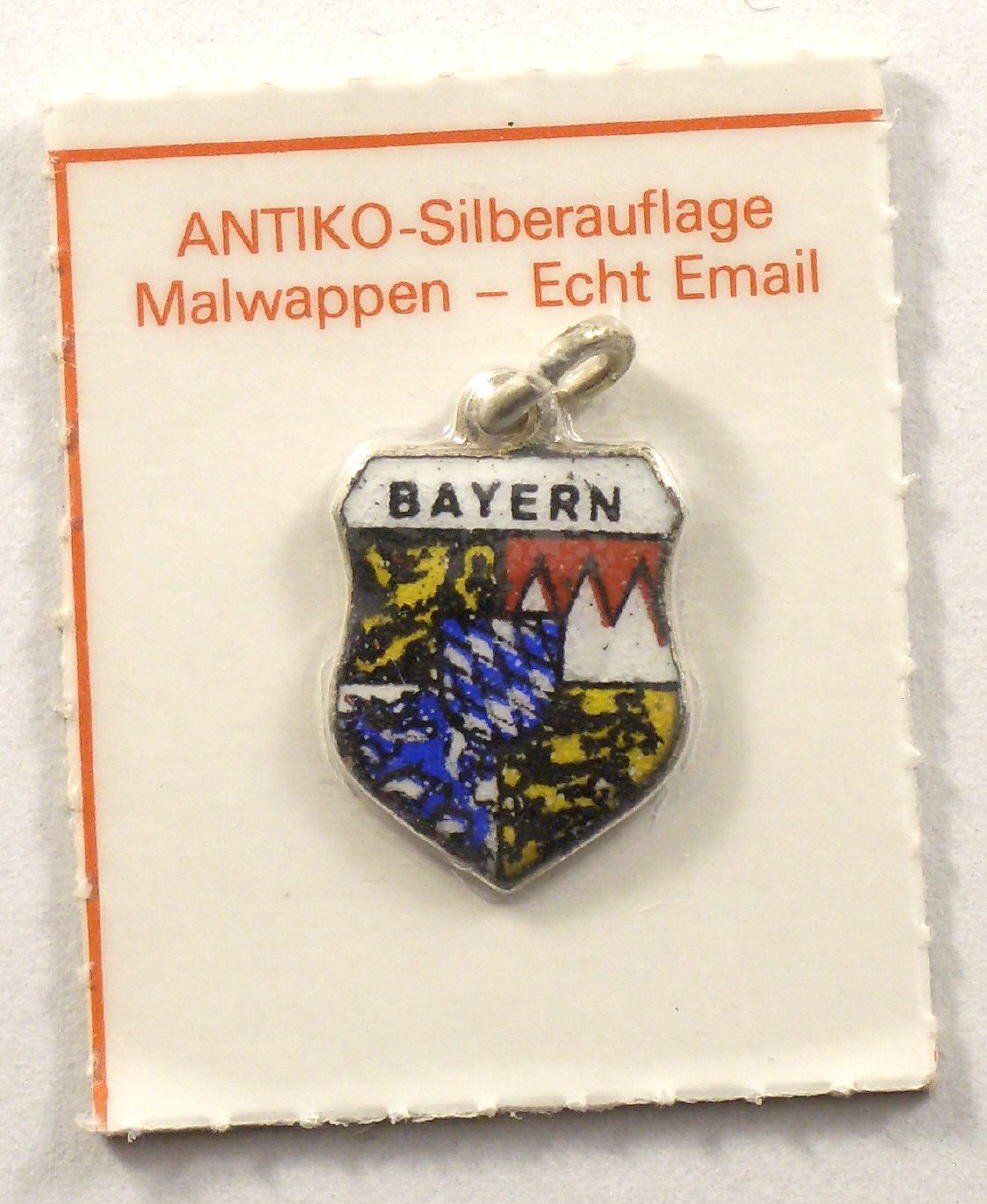 ANTIKO-Silberauflage
Malwappen – Echt Email
BAYERN